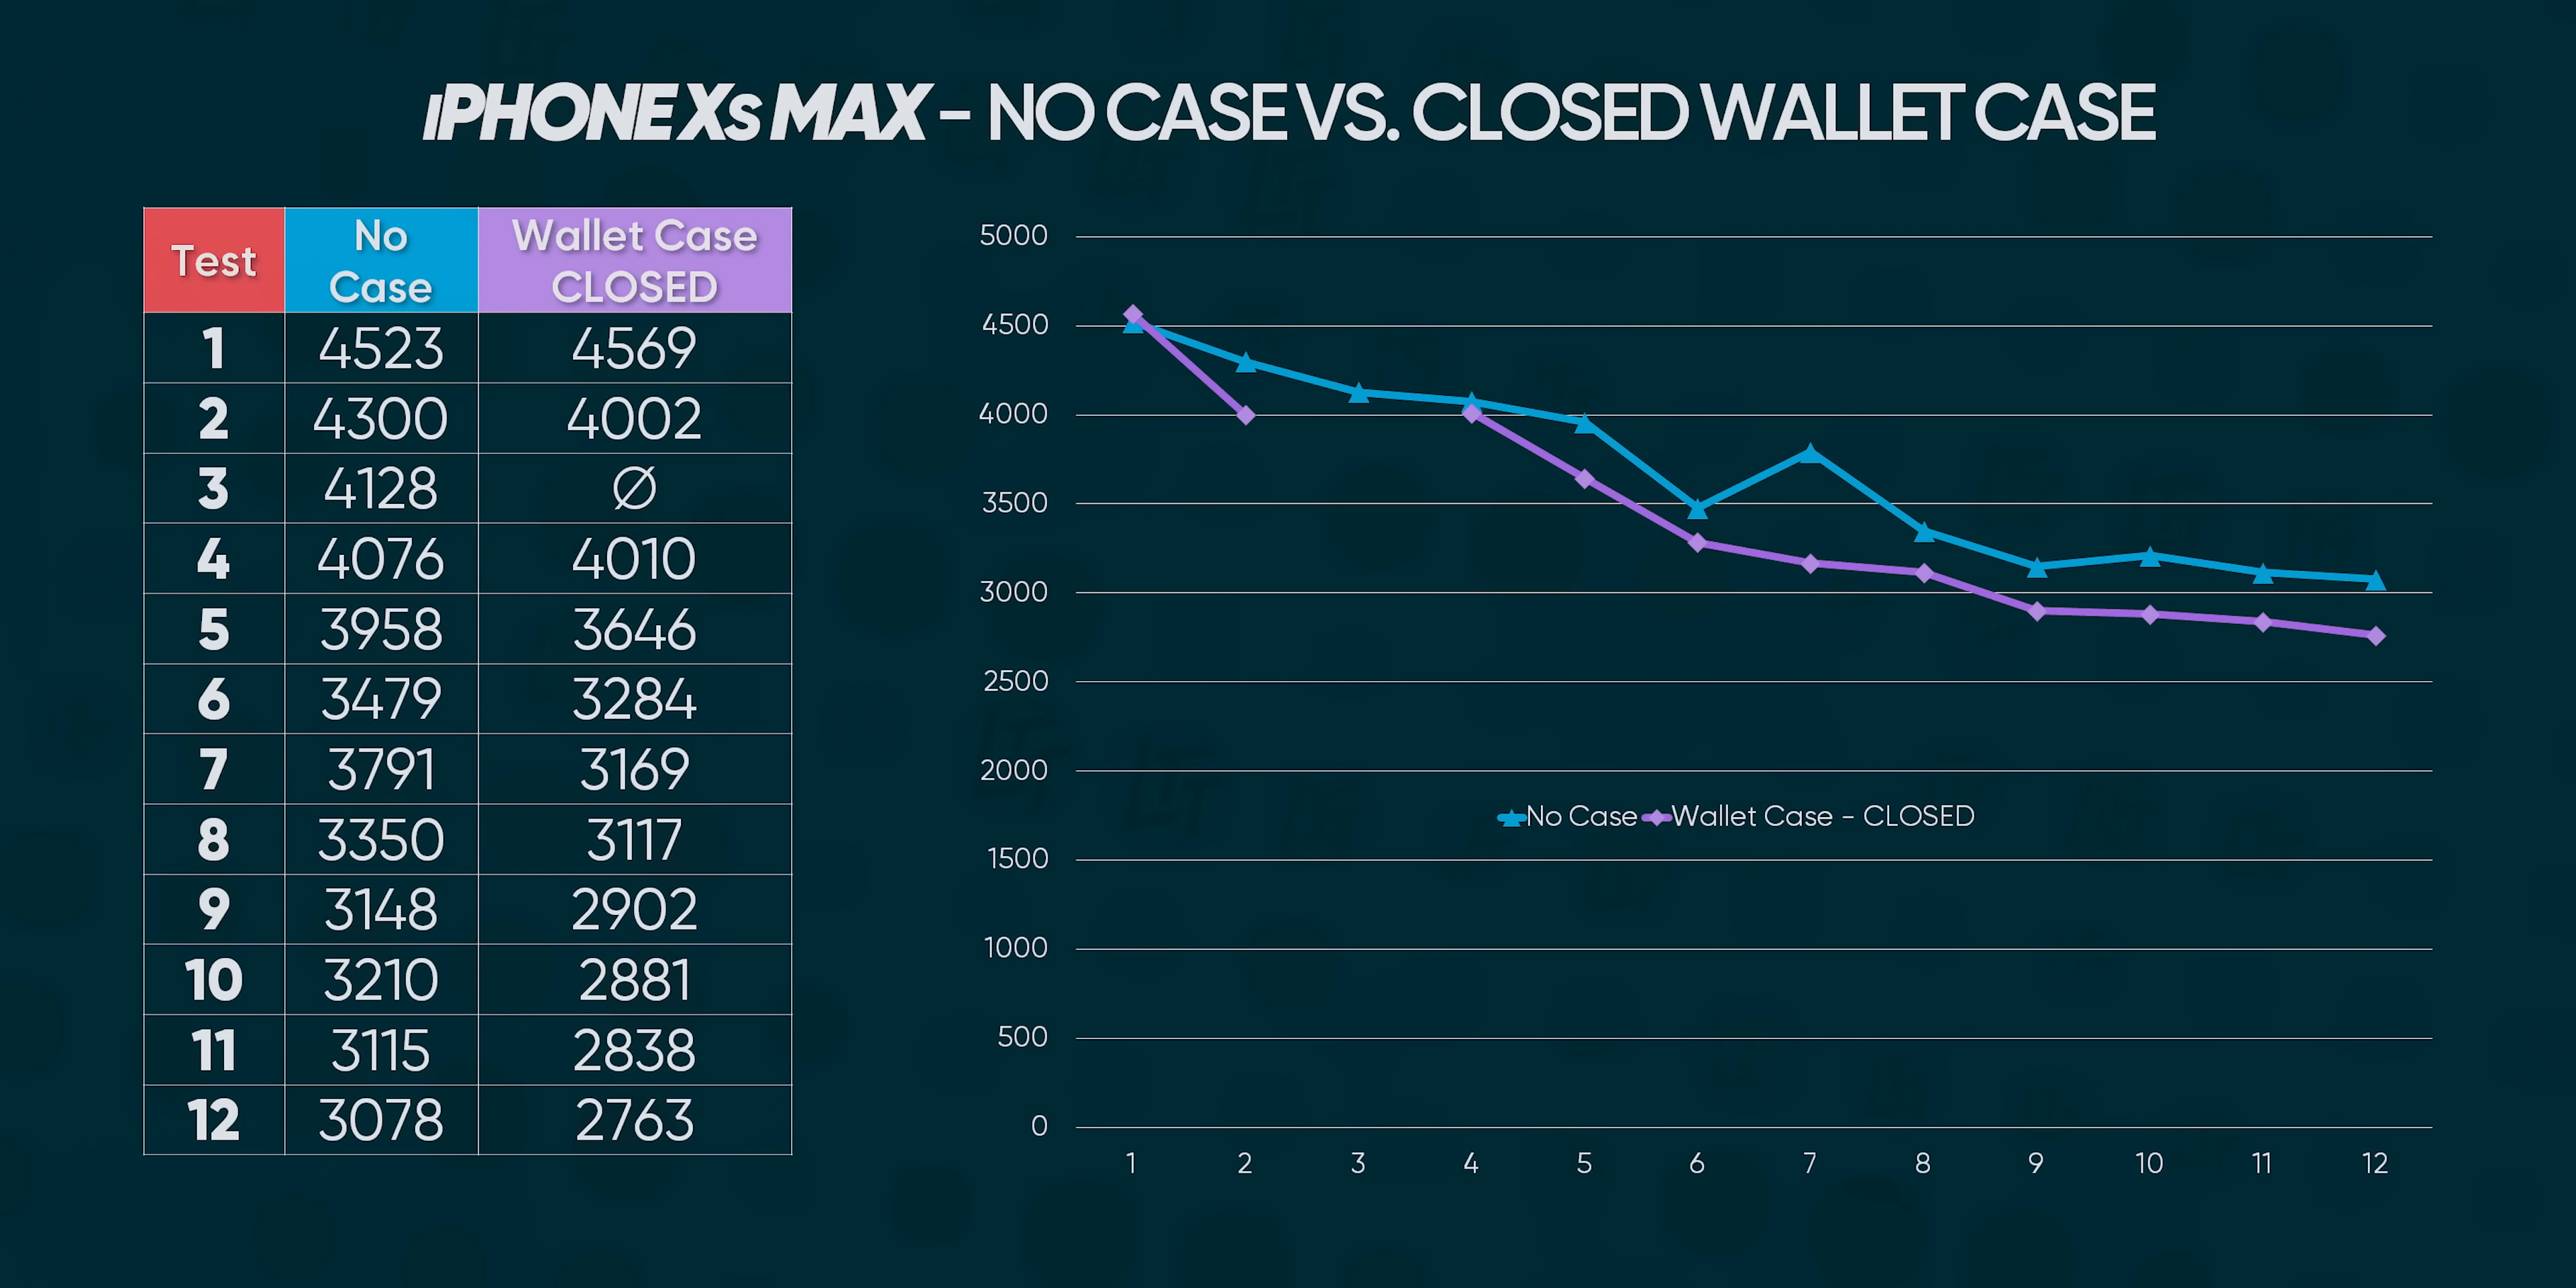 iPHONE Xs MAX - NO CASE VS. CLOSED WALLET CASE
Test No Case Wallet Case CLOSED
1 4523 4569
2 4300 4002
3 4128 Ø
4 4076 4010
5 3958 3646
6 3479 3284
7 3791 3169
8 3350 3117
9 3148 2902
10 3210 2881
11 3115 2838
12 3078 2763
5000
4500
4000
3500
3000
2500
2000
No Case Wallet Case - CLOSED
1500
1000
500
0
1 2 3 4 5 6 7 8 9 10 11 12